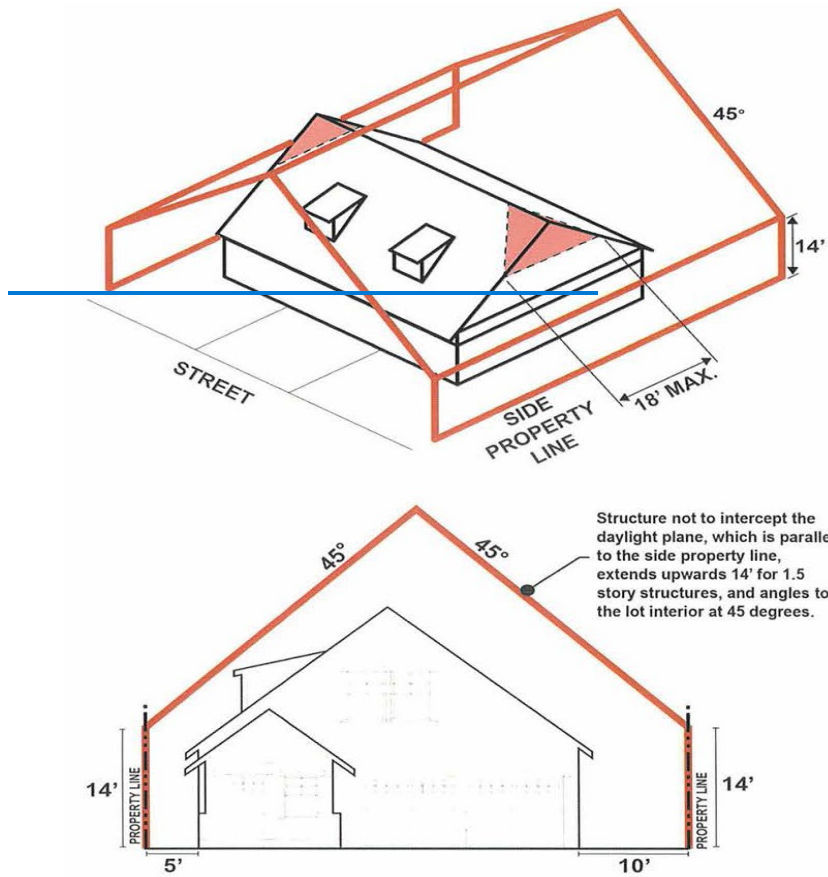 45°
14'
STREET
SIDE
PROPERTY
LINE
18' MAX.
Structure not to intercept the
daylight plane, which is paralle
to the side property line,
extends upwards 14' for 1.5
story structures, and angles to
the lot interior at 45 degrees.
45°
45°
14'
PROPERTY LINE
PROPERTY LINE
14'
5'
10'